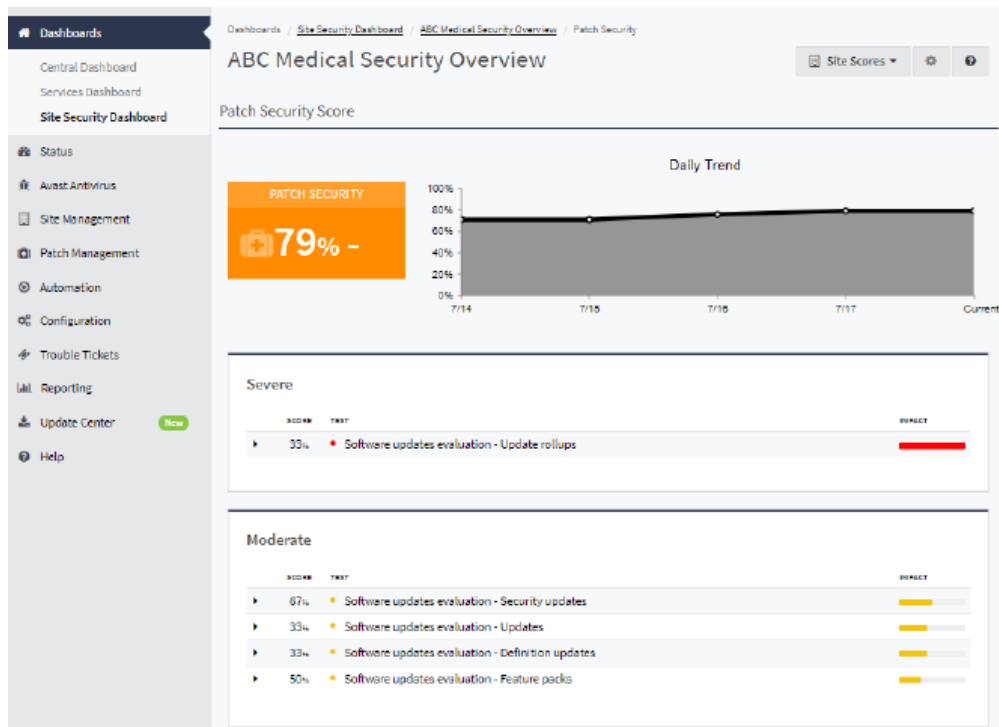 Dashboards
Central Dashboard
Services Dashboard
Site Security Dashboard
Status
Avast Antivirus
Site Management
Patch Management
Automation
Configuration
Trouble Tickets
Reporting
Update Center New
Help
Dashboards / Site Security Dashboard / ABC Medical Security Overview / Patch Security
ABC Medical Security Overview
Site Scores
Patch Security Score
PATCH SECURITY
79% -
Daily Trend
100%
80%
60%
40%
20%
0%
7/14 7/15 7/16 7/17 Current
Severe
SCORE TEST IMPACT
33% Software updates evaluation - Update rollups
Moderate
SCORE TEST IMPACT
67% Software updates evaluation - Security updates
33% Software updates evaluation - Updates
33% Software updates evaluation - Definition updates
50% Software updates evaluation - Feature packs